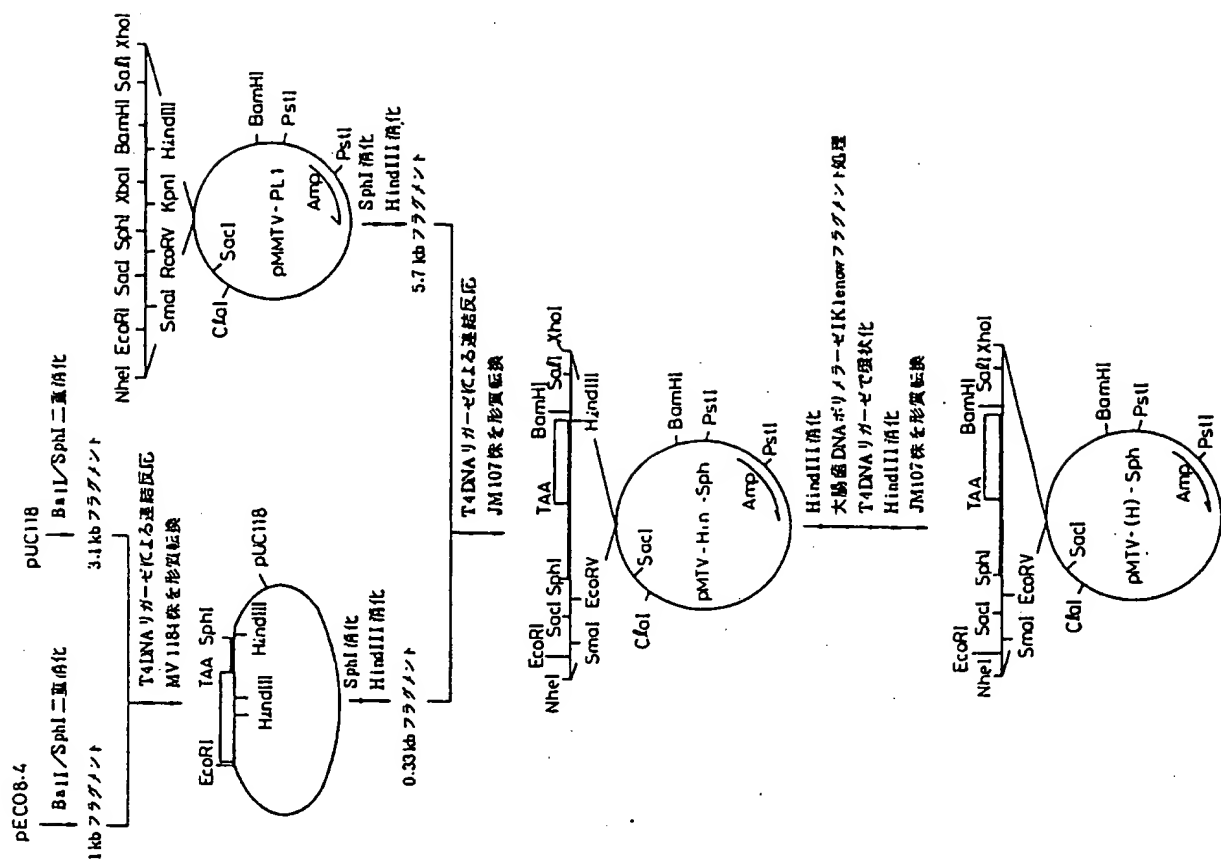 pECO8-4
Ball/SphI二重消化
1kbフラグメント
pUC118
Ball/SphI二重消化
3.1kbフラグメント
T4DNAリガーゼによる連結反応
MV1184株を形質転換
EcoRI TAA SphI
HindIII HindIII
pUC118
SphI消化
HindIII消化
0.33kbフラグメント
NheI EcoRI SacI SphI XbaI BamHI SalI XhoI
SmaI RcoRV KpnI HindIII
ClaI
SacI
pMMTV-PL1
BamHI
PstI
Amp
PstI
SphI消化
HindIII消化
5.7kbフラグメント
T4DNAリガーゼによる連結反応
JM107株を形質転換
EcoRI TAA BamHI
NheI SacI SphI SalI XhoI
SmaI EcoRV HindIII
ClaI
SacI
pMTV-Hin-Sph
BamHI
PstI
Amp
PstI
HindIII消化
大腸菌DNAポリメラーゼIKlenowフラグメント処理
T4DNAリガーゼで環状化
HindIII消化
JM107株を形質転換
EcoRI TAA BamHI
NheI SacI SphI SalI XhoI
SmaI EcoRV
ClaI
SacI
pMTV-(H)-Sph
BamHI
PstI
Amp
PstI